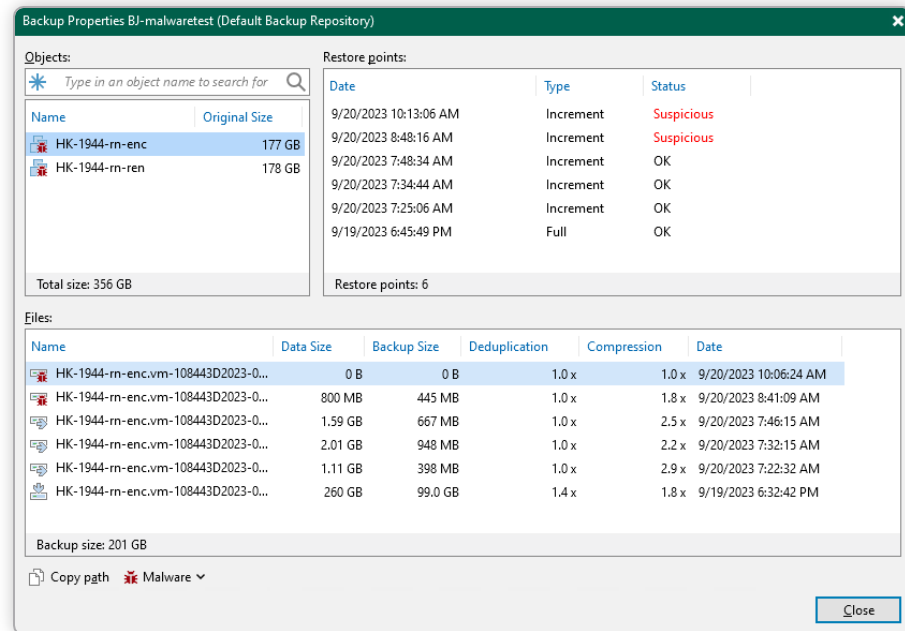 Backup Properties BJ-malwaretest (Default Backup Repository)
Objects:
Type in an object name to search for
Name Original Size
HK-1944-rn-enc 177 GB
HK-1944-rn-ren 178 GB
Total size: 356 GB
Restore points:
Date Type Status
9/20/2023 10:13:06 AM Increment Suspicious
9/20/2023 8:48:16 AM Increment Suspicious
9/20/2023 7:48:34 AM Increment OK
9/20/2023 7:34:44 AM Increment OK
9/20/2023 7:25:06 AM Increment OK
9/19/2023 6:45:49 PM Full OK
Restore points: 6
Files:
Name Data Size Backup Size Deduplication Compression Date
HK-1944-rn-enc.vm-108443D2023-0... 0 B 0 B 1.0 x 1.0 x 9/20/2023 10:06:24 AM
HK-1944-rn-enc.vm-108443D2023-0... 800 MB 445 MB 1.0 x 1.8 x 9/20/2023 8:41:09 AM
HK-1944-rn-enc.vm-108443D2023-0... 1.59 GB 667 MB 1.0 x 2.5 x 9/20/2023 7:46:15 AM
HK-1944-rn-enc.vm-108443D2023-0... 2.01 GB 948 MB 1.0 x 2.2 x 9/20/2023 7:32:15 AM
HK-1944-rn-enc.vm-108443D2023-0... 1.11 GB 398 MB 1.0 x 2.9 x 9/20/2023 7:22:32 AM
HK-1944-rn-enc.vm-108443D2023-0... 260 GB 99.0 GB 1.4 x 1.8 x 9/19/2023 6:32:42 PM
Backup size: 201 GB
Copy path Malware
Close